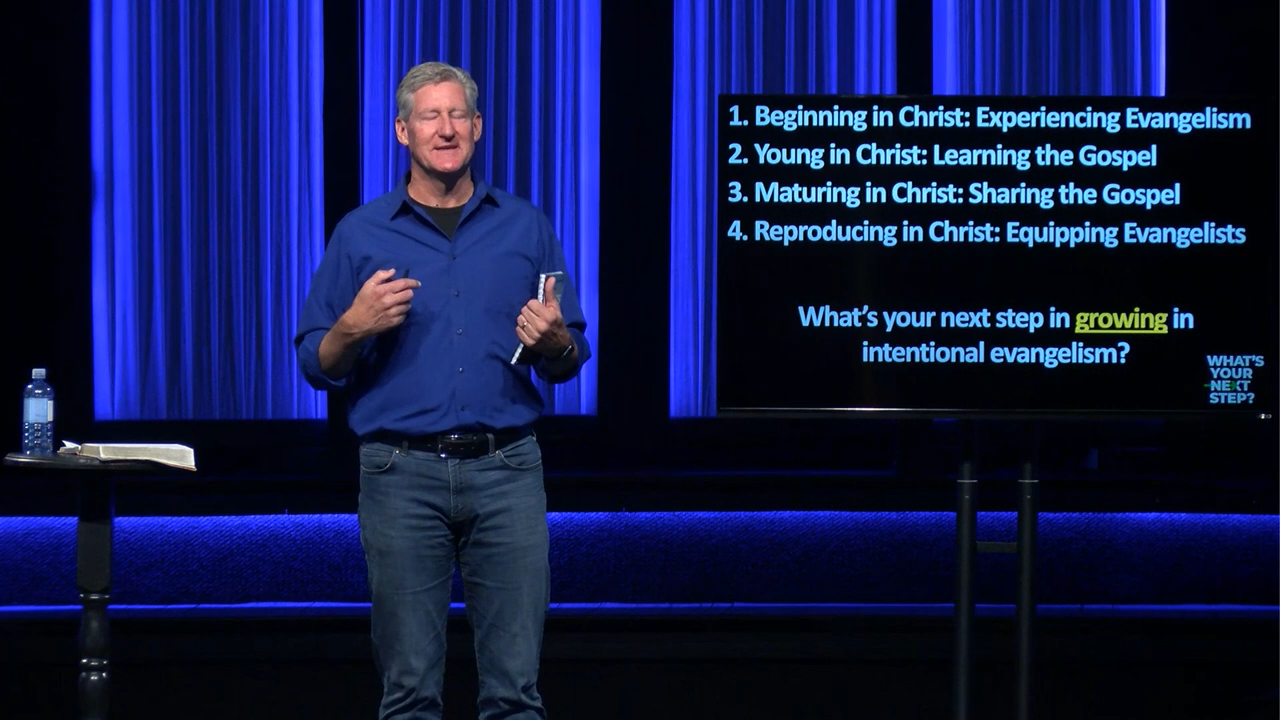 1. Beginning in Christ: Experiencing Evangelism
2. Young in Christ: Learning the Gospel
3. Maturing in Christ: Sharing the Gospel
4. Reproducing in Christ: Equipping Evangelists
What's your next step in growing in
intentional evangelism?
WHAT'S
YOUR
NEXT
STEP?